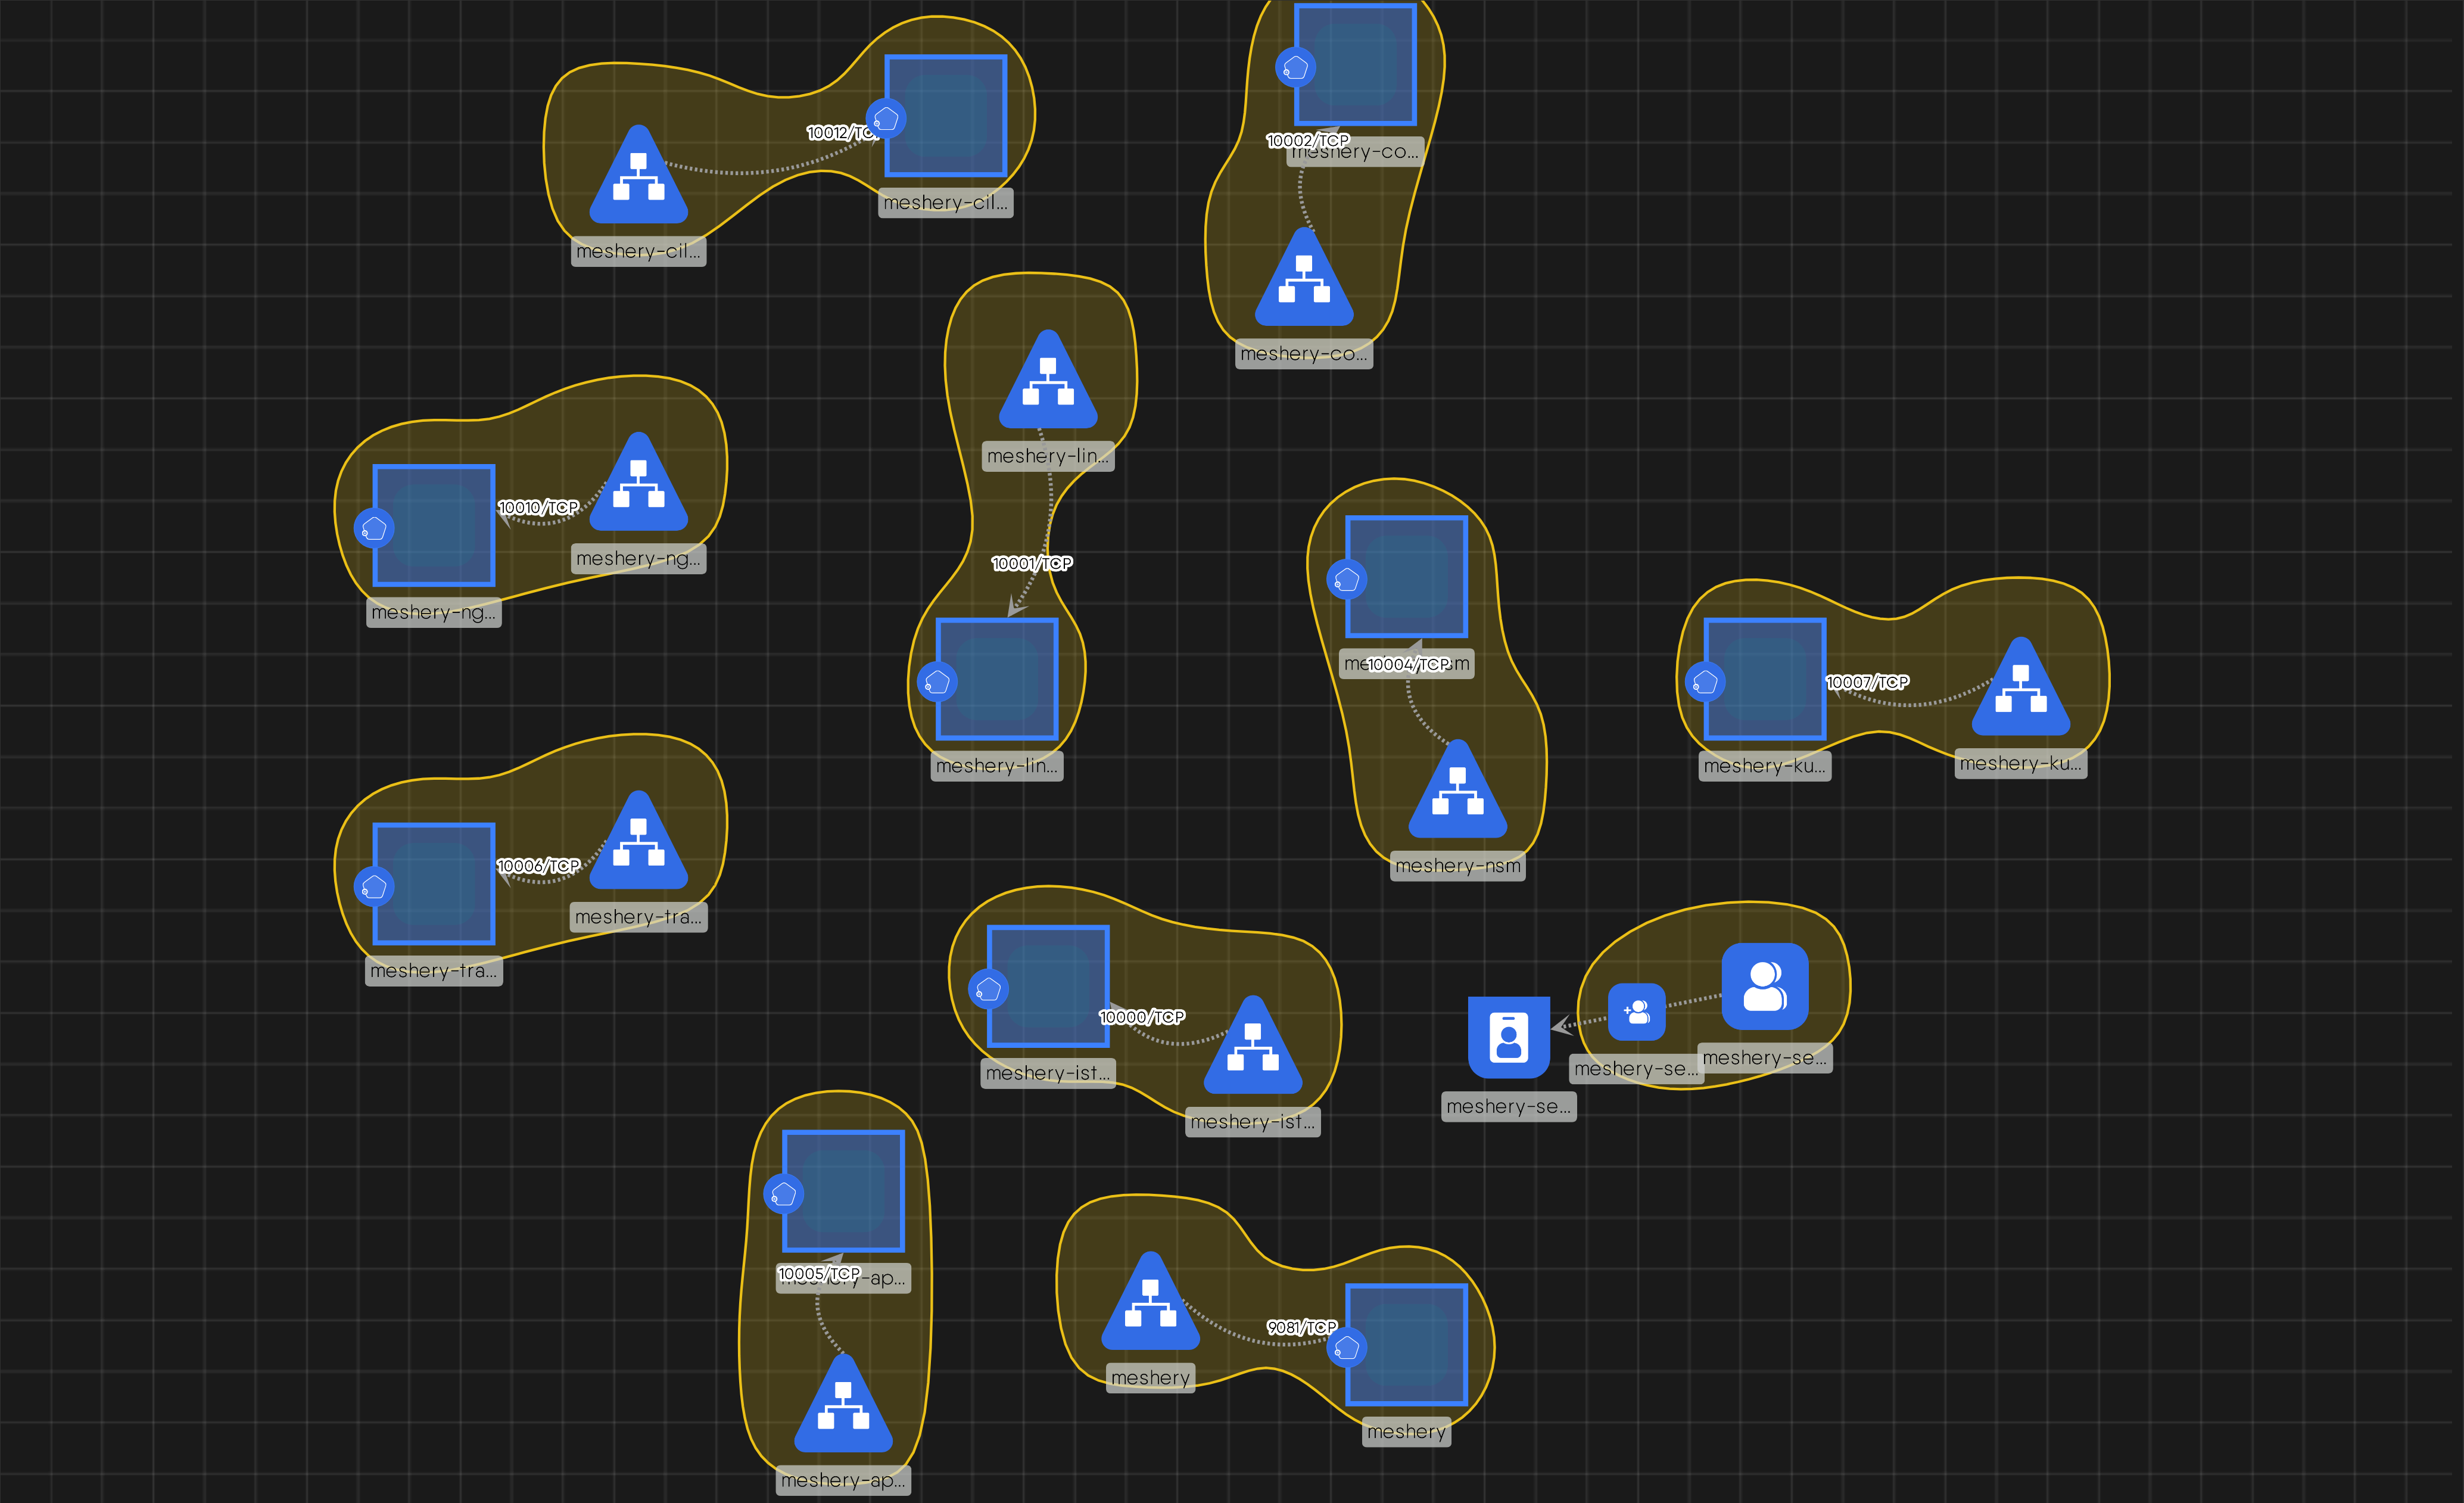 10012/TCP
meshery-cil...
meshery-cil...
10002/TCP
meshery-co...
meshery-co...
meshery-lin...
10001/TCP
meshery-lin...
10010/TCP
meshery-ng...
meshery-ng...
10004/TCP
meshery-nsm
10007/TCP
meshery-ku...
meshery-ku...
10006/TCP
meshery-tra...
meshery-tra...
10000/TCP
meshery-ist...
meshery-ist...
meshery-se...
meshery-se...
meshery-se...
10005/TCP
meshery-ap...
9081/TCP
meshery
meshery